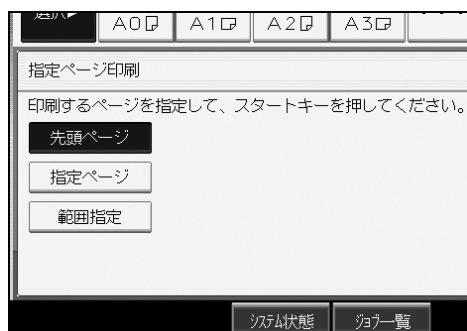 選択▶ A0 A1 A2 A3
指定ページ印刷
印刷するページを指定して、スタートキーを押してください。
先頭ページ
指定ページ
範囲指定
ｼｽﾃﾑ状態 ｼﾞｮﾌﾞ一覧